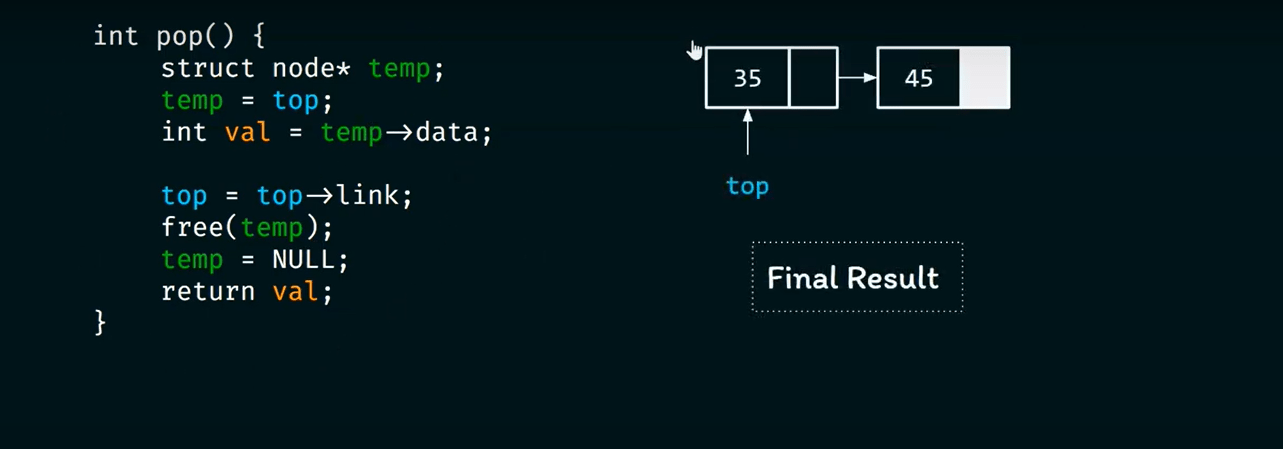 int pop() {
struct node* temp;
temp = top;
int val = temp→data;
top = top→link;
free(temp);
temp = NULL;
return val;
}
35
45
top
Final Result